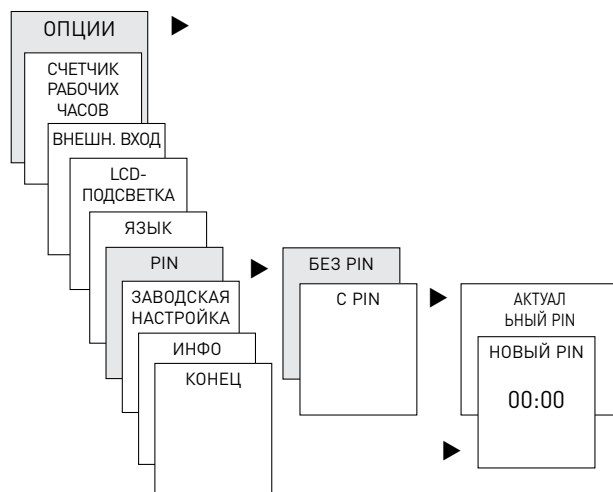 ОПЦИИ
СЧЕТЧИК
РАБОЧИХ
ЧАСОВ
ВНЕШН. ВХОД
LCD-
ПОДСВЕТКА
ЯЗЫК
PIN
ЗАВОДСКАЯ
НАСТРОЙКА
ИНФО
КОНЕЦ
БЕЗ PIN
С PIN
АКТУАЛ
ЬНЫЙ PIN
НОВЫЙ PIN
00:00